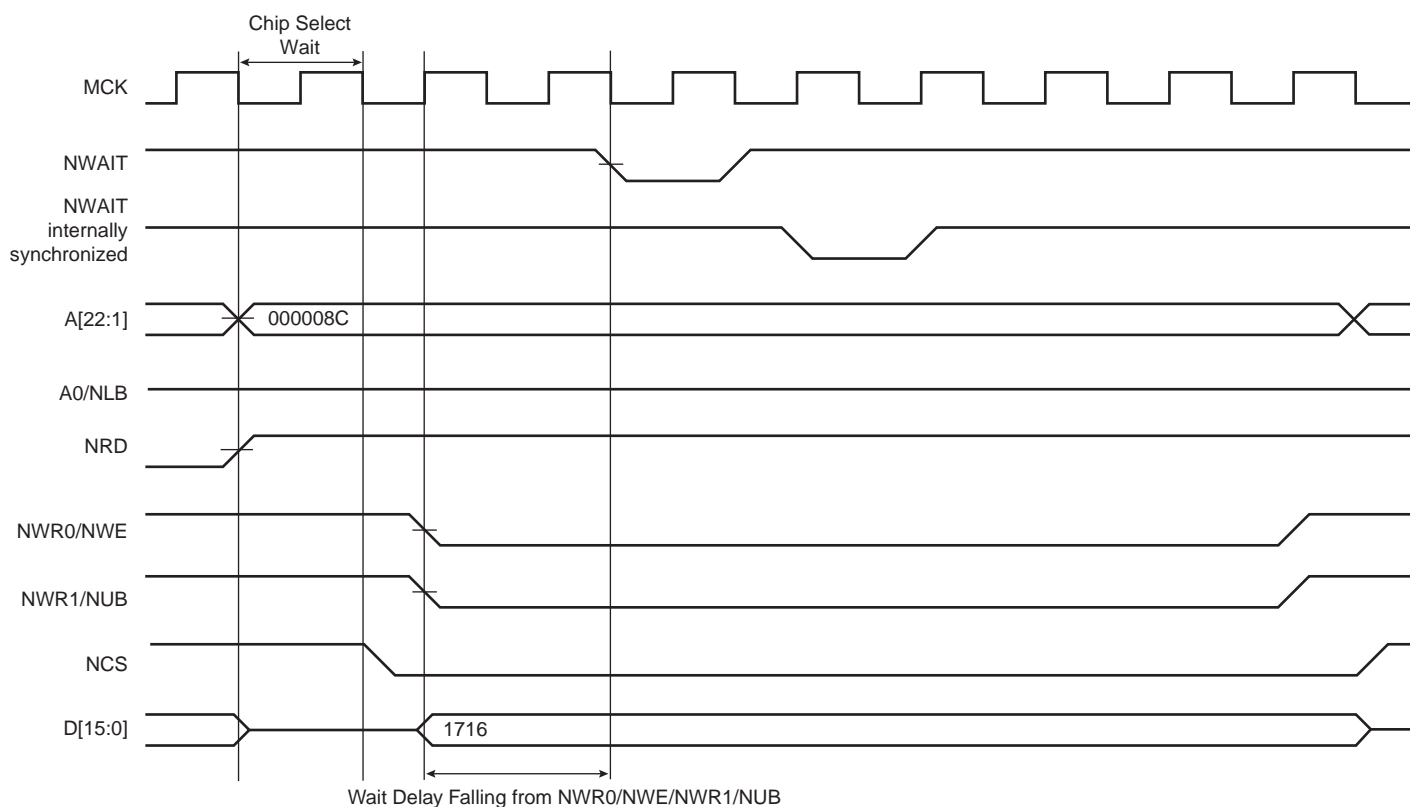 Chip Select
Wait
MCK
NWAIT
NWAIT
internally
synchronized
A[22:1]
000008C
A0/NLB
NRD
NWR0/NWE
NWR1/NUB
NCS
D[15:0]
1716
Wait Delay Falling from NWR0/NWE/NWR1/NUB